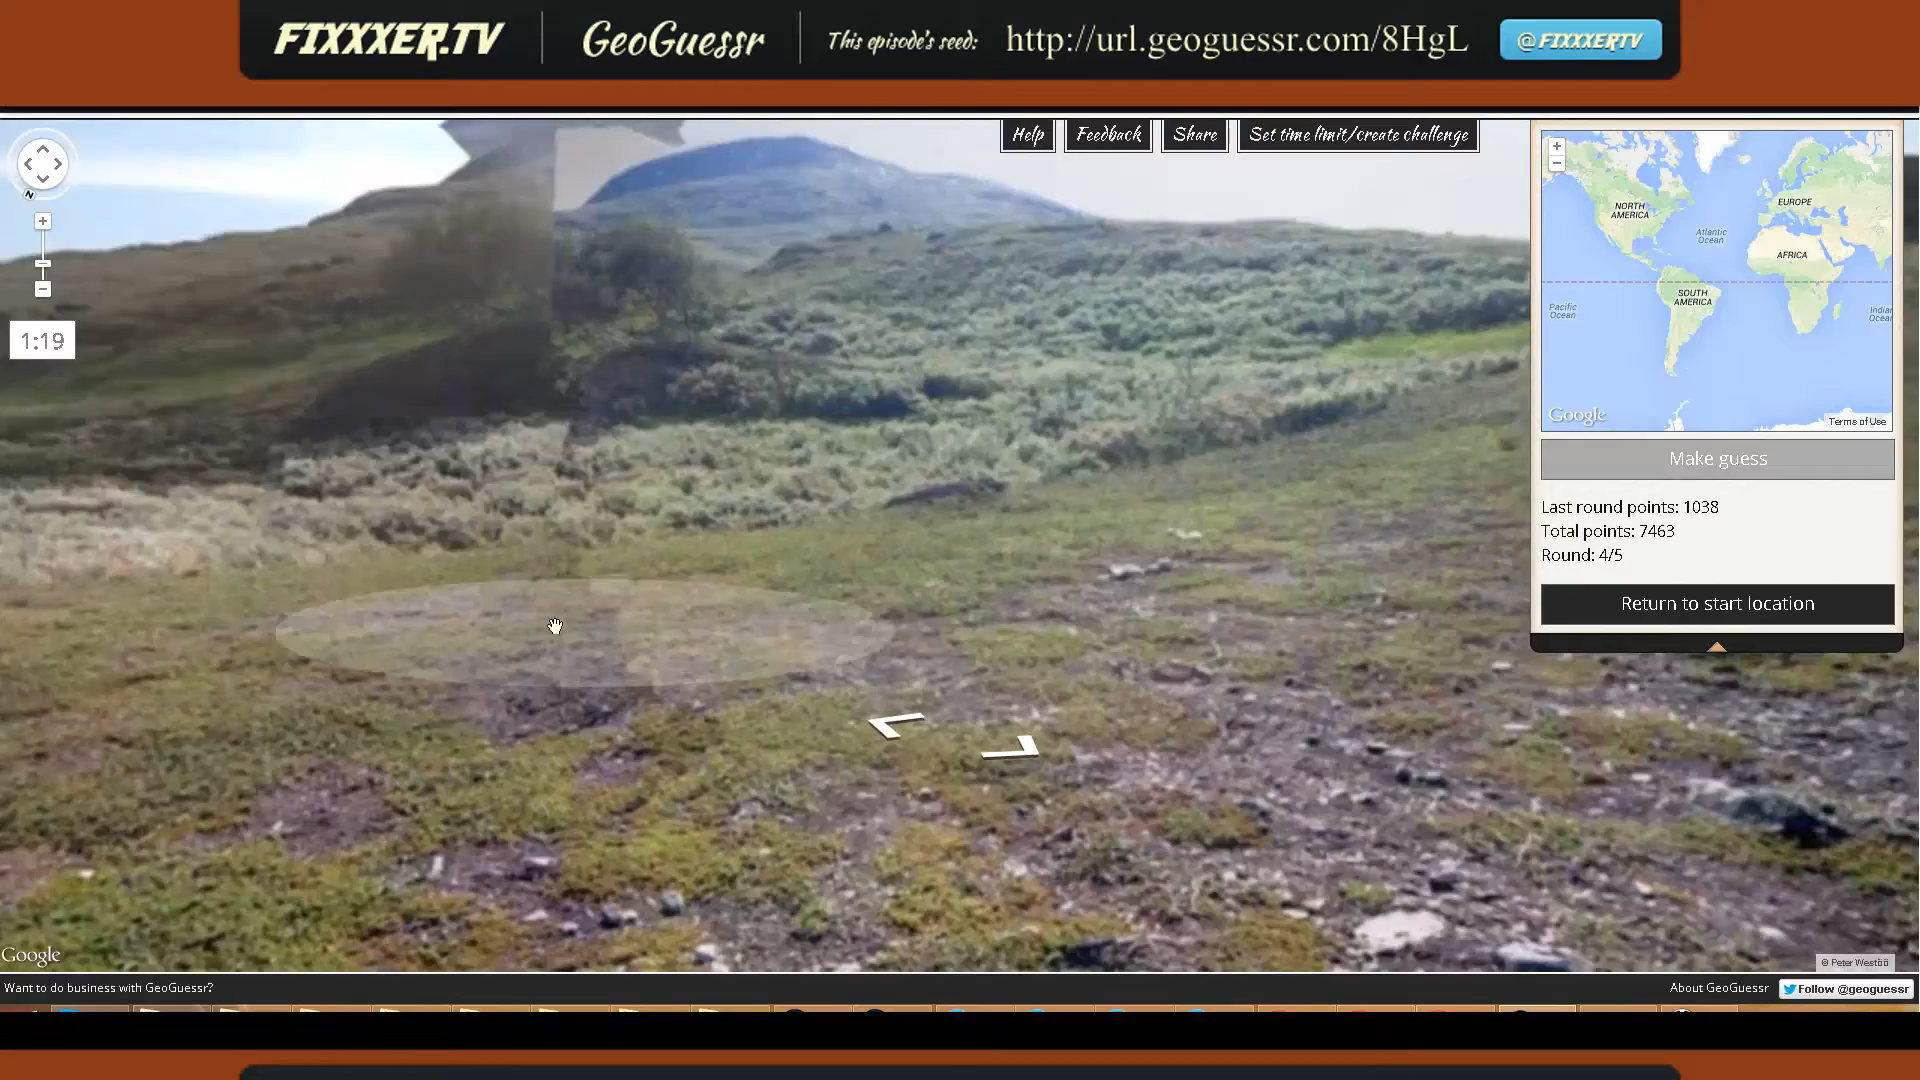 FIXXXER.TV
GeoGuessr
This episode's seed:
http://url.geoguessr.com/8HgL
@FIXXXERTV
Help
Feedback
Share
Set time limit/create challenge
N
1:19
NORTH AMERICA
EUROPE
Atlantic Ocean
AFRICA
SOUTH AMERICA
Pacific Ocean
Indian Ocean
Google
Terms of Use
Make guess
Last round points: 1038
Total points: 7463
Round: 4/5
Return to start location
Google
© Peter Westöö
Want to do business with GeoGuessr?
About GeoGuessr
Follow @geoguessr